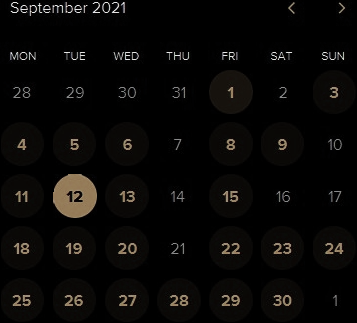 September 2021
MON TUE WED THU FRI SAT SUN
28 29 30 31 1 2 3
4 5 6 7 8 9 10
11 12 13 14 15 16 17
18 19 20 21 22 23 24
25 26 27 28 29 30 1